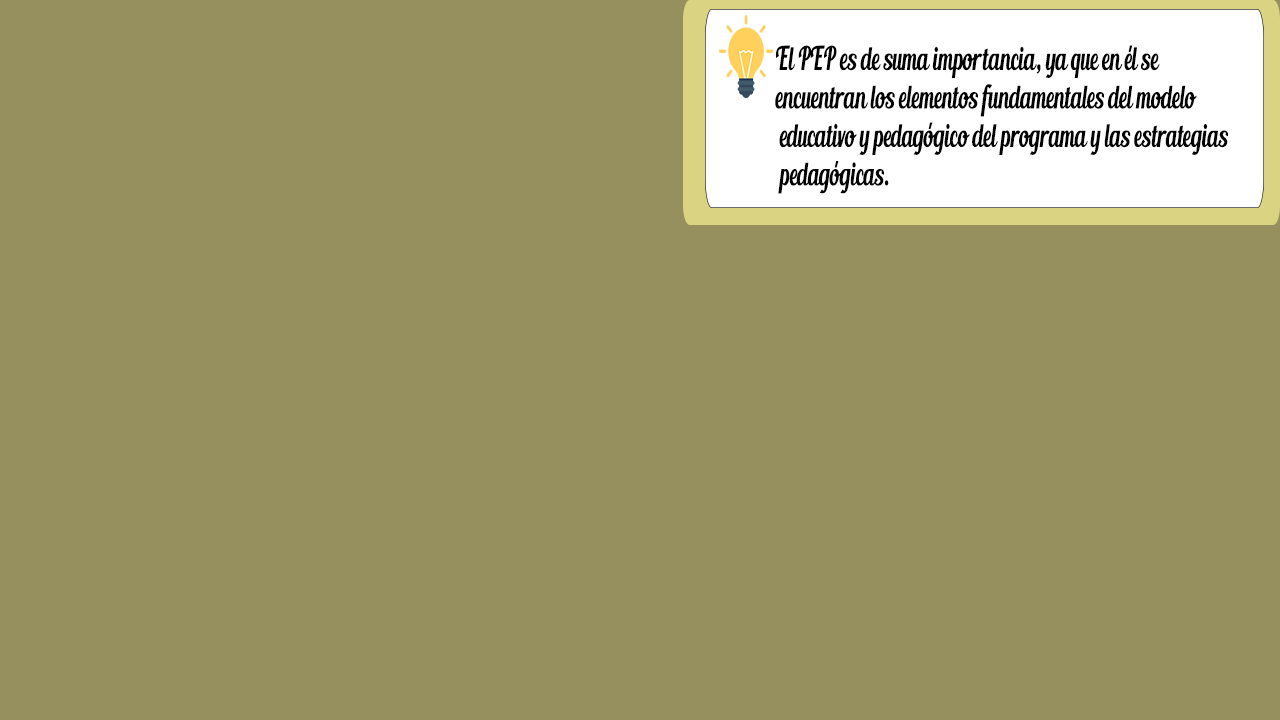 El PEP es de suma importancia, ya que en él se
encuentran los elementos fundamentales del modelo
educativo y pedagógico del programa y las estrategias
pedagógicas.